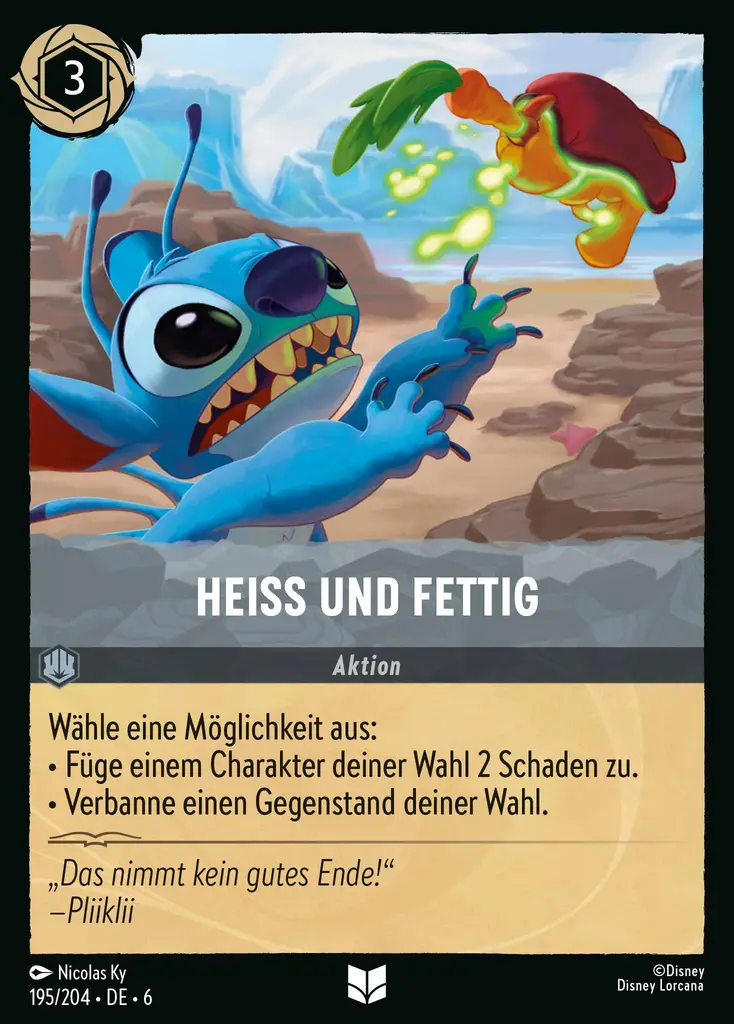 3
HEISS UND FETTIG
Aktion
Wähle eine Möglichkeit aus:
• Füge einem Charakter deiner Wahl 2 Schaden zu.
• Verbanne einen Gegenstand deiner Wahl.
„Das nimmt kein gutes Ende!“
–Pliiklii
Nicolas Ky
195/204 • DE • 6
©Disney
Disney Lorcana